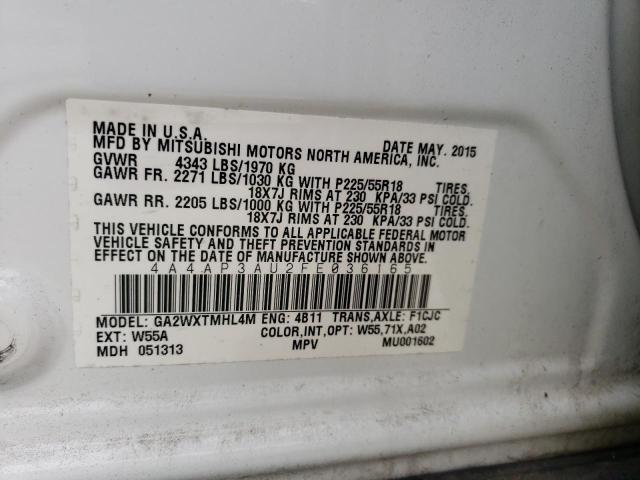 MADE IN U.S.A.
MFD BY MITSUBISHI MOTORS NORTH AMERICA, INC. DATE MAY. 2015
GVWR 4343 LBS/1970 KG
GAWR FR. 2271 LBS/1030 KG WITH P225/55R18 TIRES.
18X7J RIMS AT 230 KPA/33 PSI COLD.
GAWR RR. 2205 LBS/1000 KG WITH P225/55R18 TIRES.
18X7J RIMS AT 230 KPA/33 PSI COLD.
THIS VEHICLE CONFORMS TO ALL APPLICABLE FEDERAL MOTOR
VEHICLE SAFETY AND THEFT PREVENTION STANDARDS IN
EFFECT ON THE DATE OF MANUFACTURE SHOWN ABOVE.
4A4AP3AU2FE036165
MODEL: GA2WXTMHL4M ENG: 4B11 TRANS,AXLE: F1CJC
EXT: W55A COLOR,INT,OPT: W55,71X,A02
MDH 051313 MPV MU001602